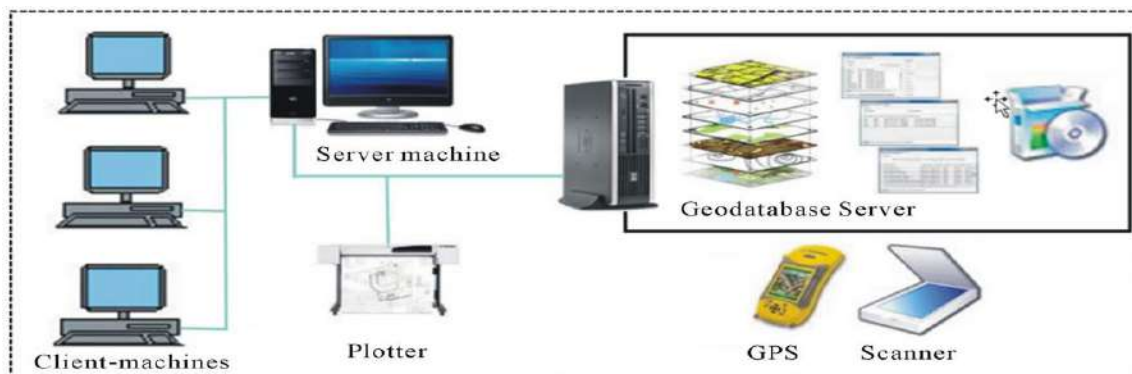 Server machine
Geodatabase Server
Client-machines
Plotter
GPS
Scanner